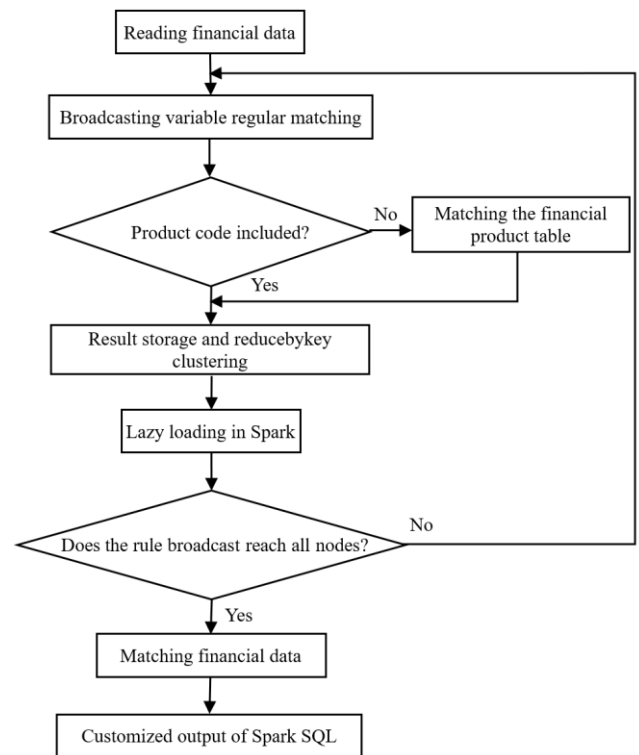 Reading financial data
Broadcasting variable regular matching
Product code included?
No
Matching the financial
product table
Yes
Result storage and reducebykey
clustering
Lazy loading in Spark
Does the rule broadcast reach all nodes?
No
Yes
Matching financial data
Customized output of Spark SQL